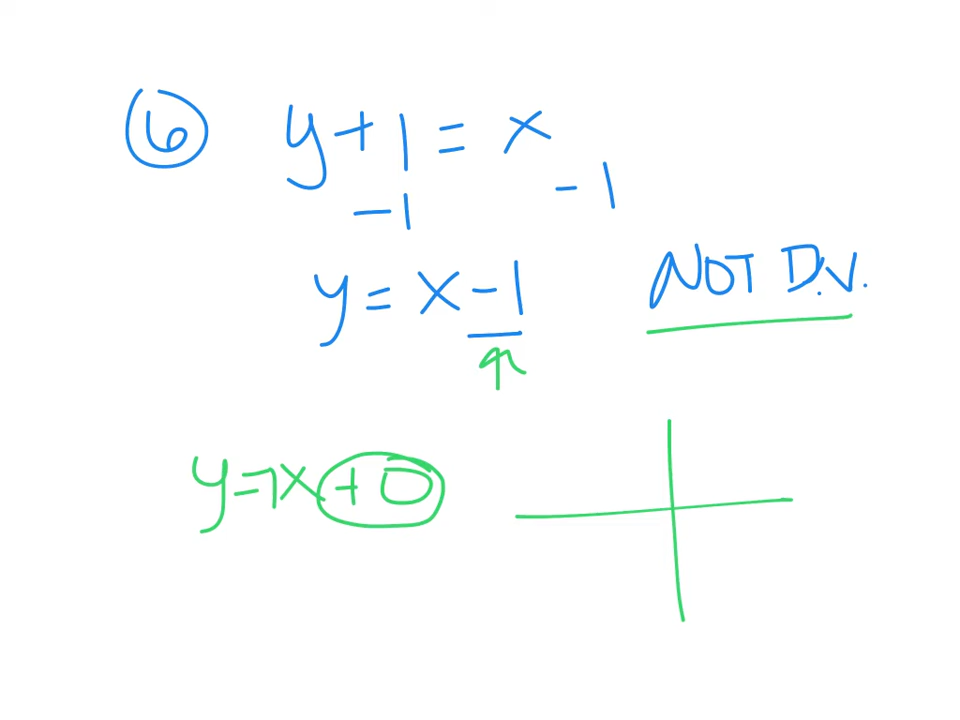 6 y + 1 = x
- 1 - 1
y = x - 1 NOT D.V.
y = 7x + 0